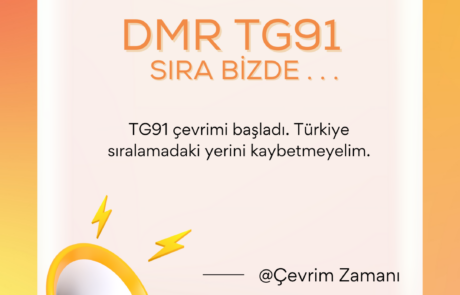 DMR TG91
SIRA BİZDE . . .
TG91 çevrimi başladı. Türkiye
sıralamadaki yerini kaybetmeyelim.
@Çevrim Zamanı